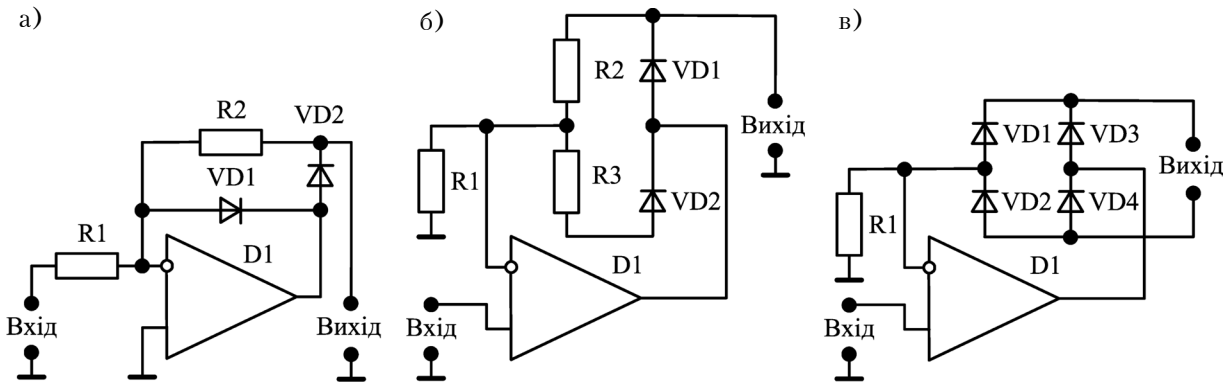 а)
R2
VD2
VD1
R1
D1
Вхід
Вихід
б)
R2
VD1
Вихід
R1
R3
VD2
D1
Вхід
в)
VD1
VD3
Вихід
VD2
VD4
R1
D1
Вхід